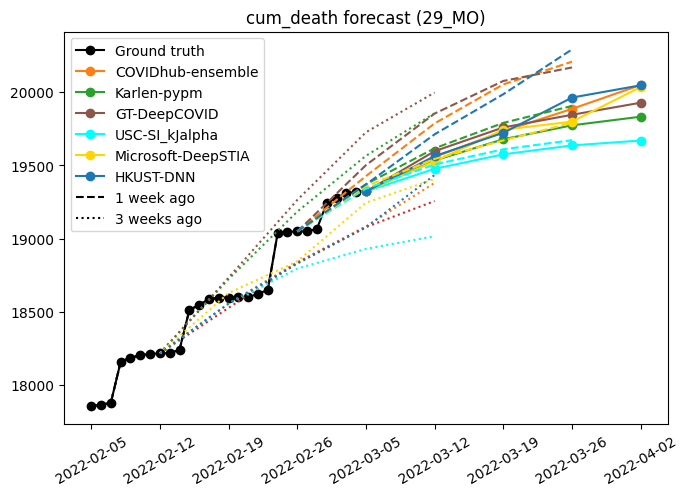 cum_death forecast (29_MO)
Ground truth
COVIDhub-ensemble
Karlen-pypm
GT-DeepCOVID
USC-SI_kJalpha
Microsoft-DeepSTIA
HKUST-DNN
1 week ago
3 weeks ago
20000
19500
19000
18500
18000
2022-02-05
2022-02-12
2022-02-19
2022-02-26
2022-03-05
2022-03-12
2022-03-19
2022-03-26
2022-04-02